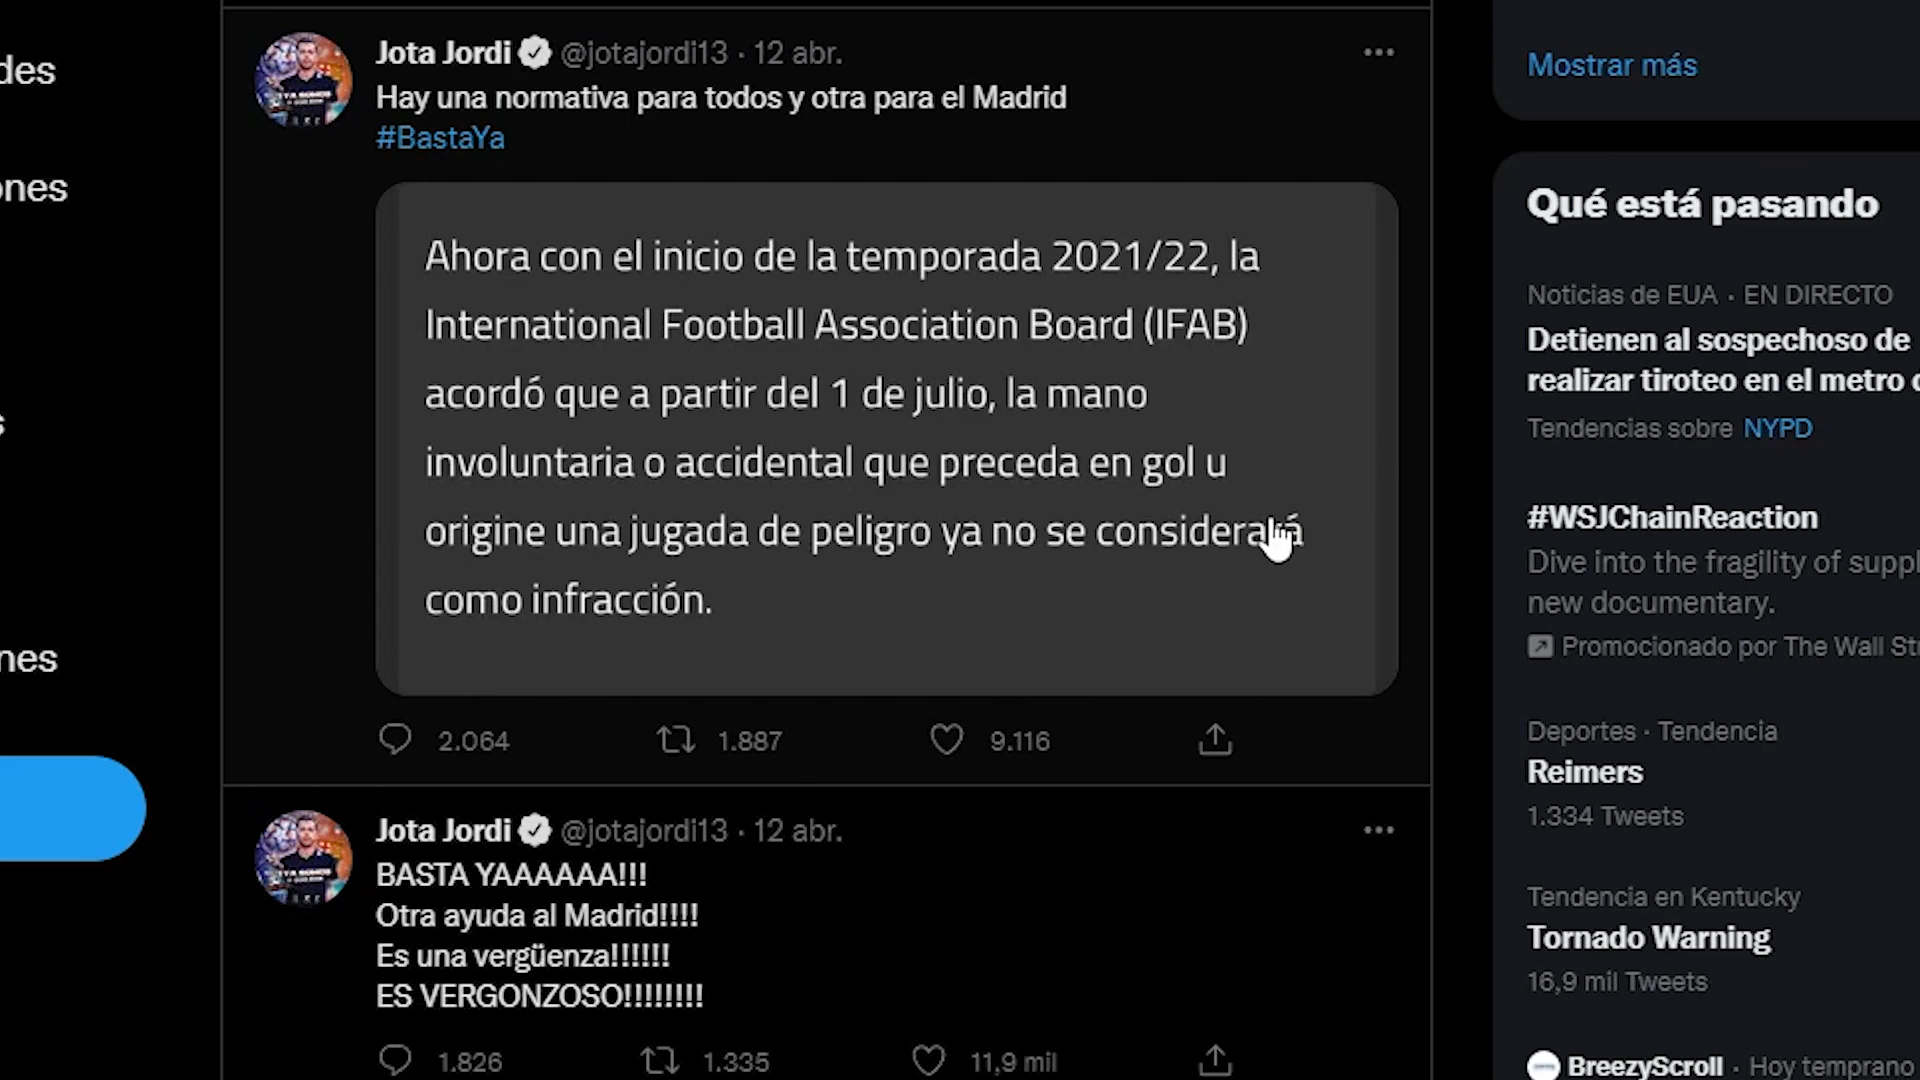 des
ones
s
nes
Jota Jordi @jotajordi13 · 12 abr.
Hay una normativa para todos y otra para el Madrid
#BastaYa
Ahora con el inicio de la temporada 2021/22, la
International Football Association Board (IFAB)
acordó que a partir del 1 de julio, la mano
involuntaria o accidental que preceda en gol u
origine una jugada de peligro ya no se considerará
como infracción.
2.064 1.887 9.116
Jota Jordi @jotajordi13 · 12 abr.
BASTA YAAAAAA!!!
Otra ayuda al Madrid!!!!
Es una vergüenza!!!!!!
ES VERGONZOSO!!!!!!!!
1.826 1.335 11,9 mil
Mostrar más
Qué está pasando
Noticias de EUA · EN DIRECTO
Detienen al sospechoso de
realizar tiroteo en el metro
Tendencias sobre NYPD
#WSJChainReaction
Dive into the fragility of suppl
new documentary.
Promocionado por The Wall Str
Deportes · Tendencia
Reimers
1.334 Tweets
Tendencia en Kentucky
Tornado Warning
16,9 mil Tweets
BreezyScroll · Hoy temprano